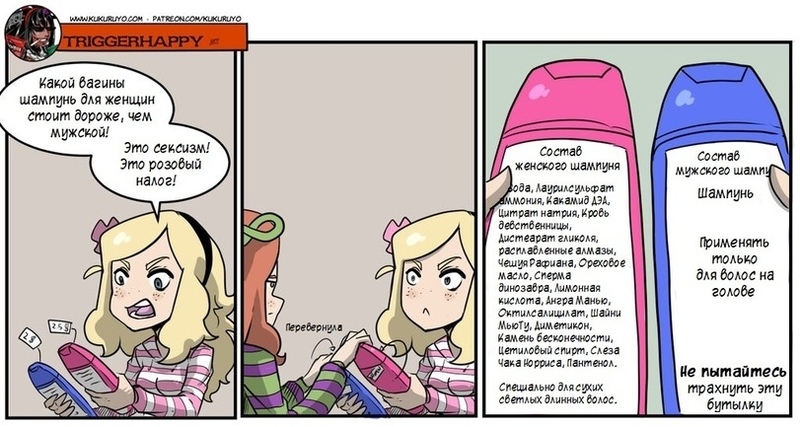 WWW.KUKURUYO.COM - PATREON.COM/KUKURUYO
TRIGGERHAPPY
Какой вагины
шампунь для женщин
стоит дороже, чем
мужской!
Это сексизм!
Это розовый
налог!
2$
25$
Перевернула
Состав
женского шампуня
Вода, Лаурилсульфат
аммония, Какамид ДЭА,
Цитрат натрия, Кровь
девственницы,
Дистеарат гликоля,
расплавленные алмазы,
Чешуя Рафиана, Ореховое
масло, Сперма
динозавра, Лимонная
кислота, Ангра Манью,
Октилсалицилат, Шайни
МьюТу, Диметикон,
Камень бесконечности,
Цетиловый спирт, Слеза
Чака Норриса, Пантенол.
Специально для сухих
светлых длинных волос.
Состав
мужского шампу
Шампунь
Применять
только
для волос на
голове
Не пытайтесь
трахнуть эту
бутылку